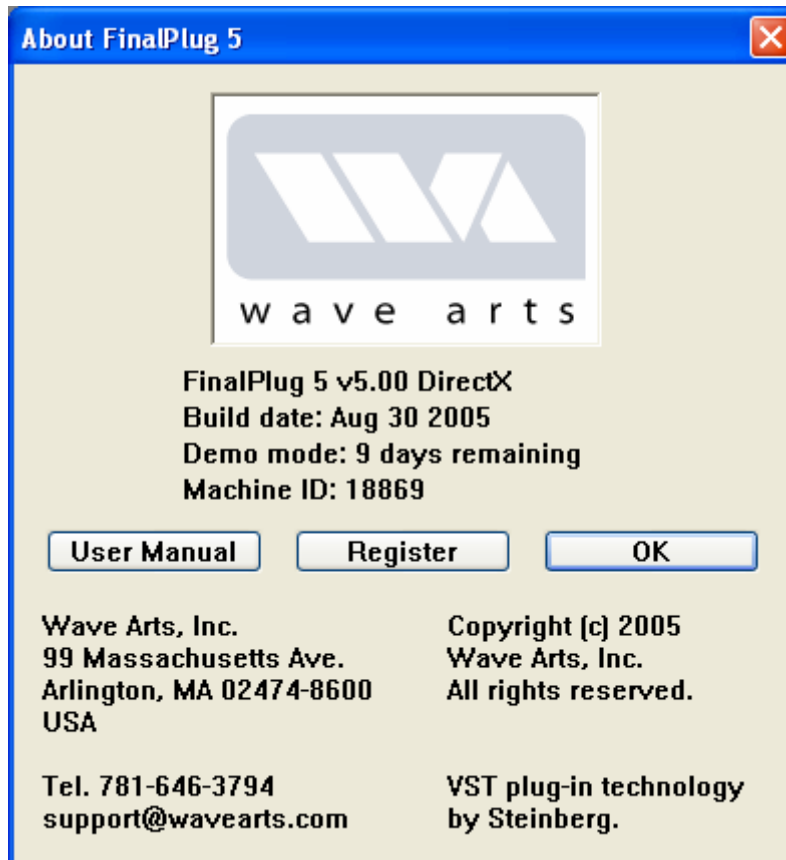 About FinalPlug 5
wave arts
FinalPlug 5 v5.00 DirectX
Build date: Aug 30 2005
Demo mode: 9 days remaining
Machine ID: 18869
User Manual
Register
OK
Wave Arts, Inc.
99 Massachusetts Ave.
Arlington, MA 02474-8600
USA
Tel. 781-646-3794
support@wavearts.com
Copyright (c) 2005
Wave Arts, Inc.
All rights reserved.
VST plug-in technology
by Steinberg.